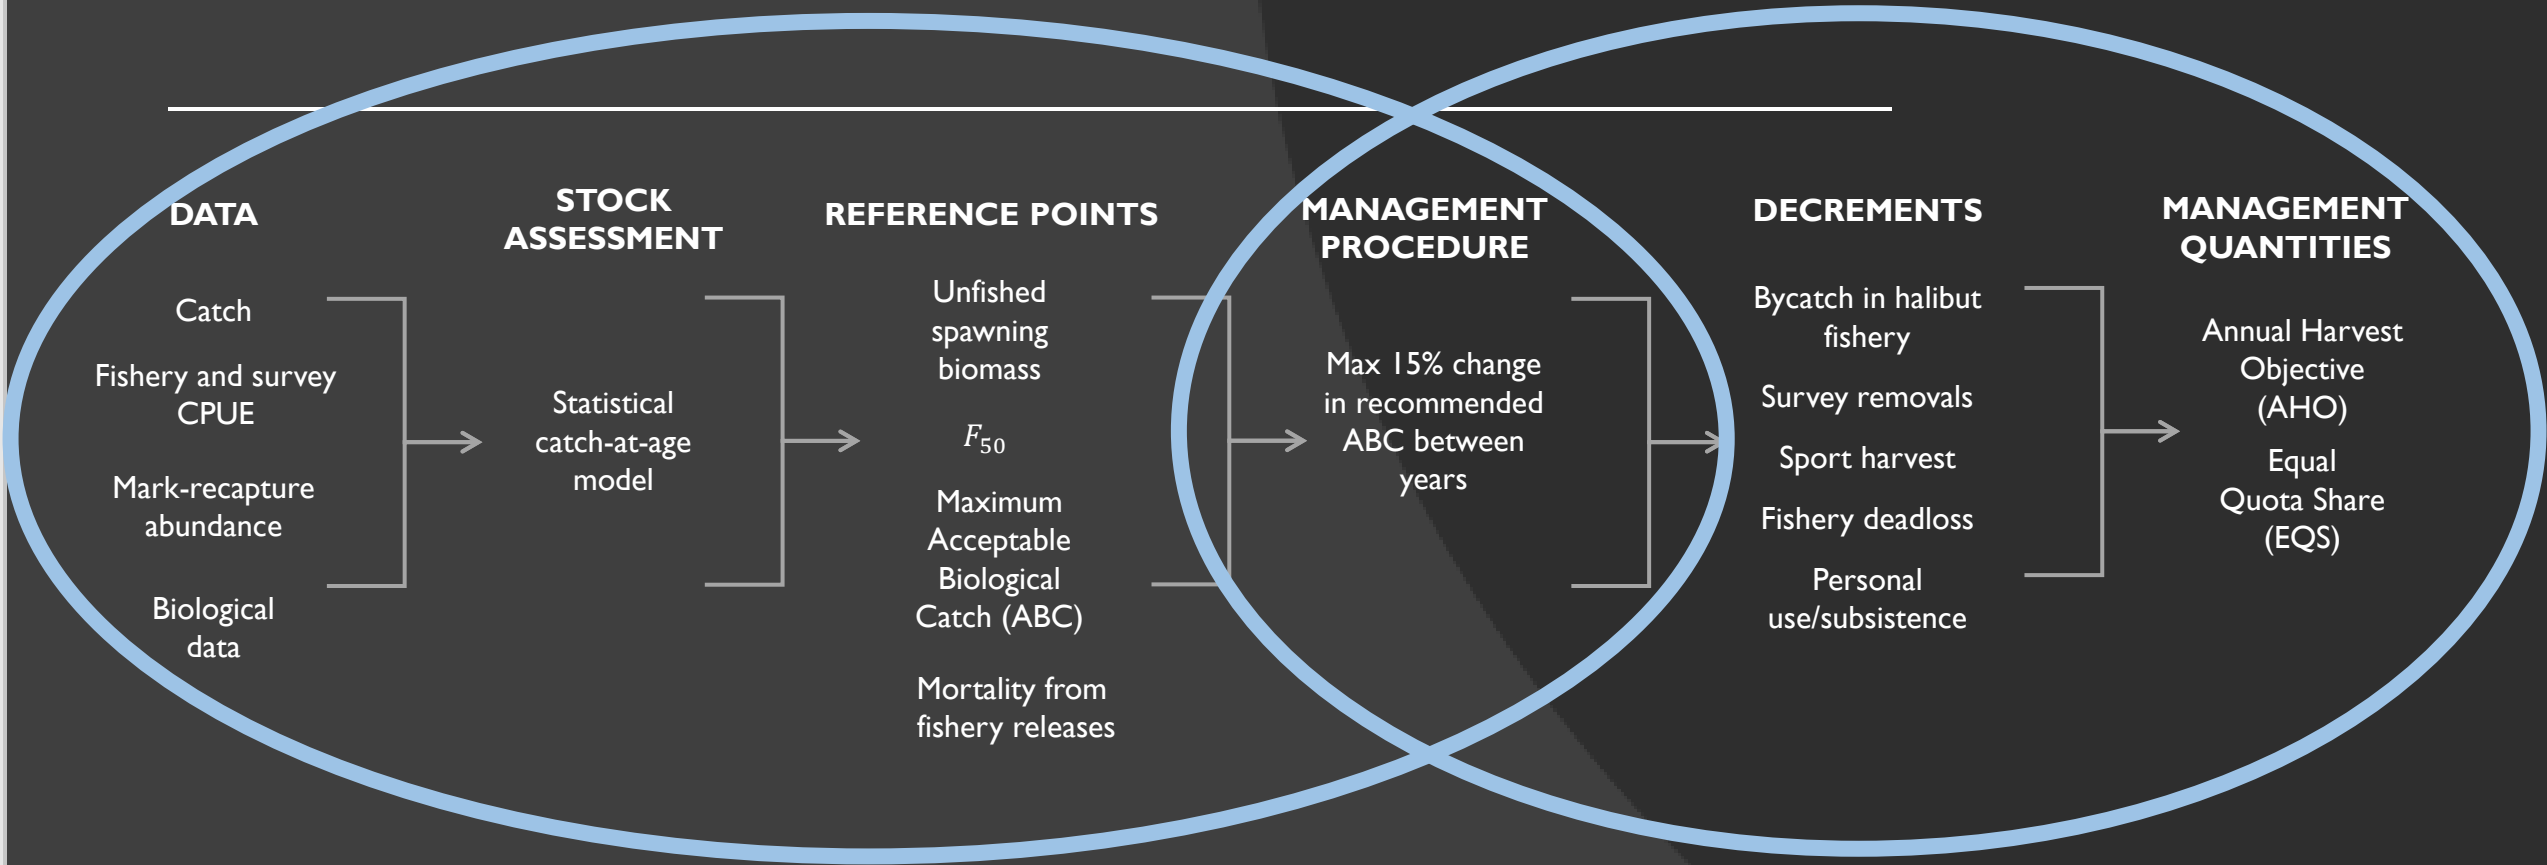 DATA
Catch
Fishery and survey
CPUE
Mark-recapture
abundance
Biological
data
STOCK
ASSESSMENT
Statistical
catch-at-age
model
REFERENCE POINTS
Unfished
spawning
biomass
F₅₀
Maximum
Acceptable
Biological
Catch (ABC)
Mortality from
fishery releases
MANAGEMENT
PROCEDURE
Max 15% change
in recommended
ABC between
years
DECREMENTS
Bycatch in halibut
fishery
Survey removals
Sport harvest
Fishery deadloss
Personal
use/subsistence
MANAGEMENT
QUANTITIES
Annual Harvest
Objective
(AHO)
Equal
Quota Share
(EQS)